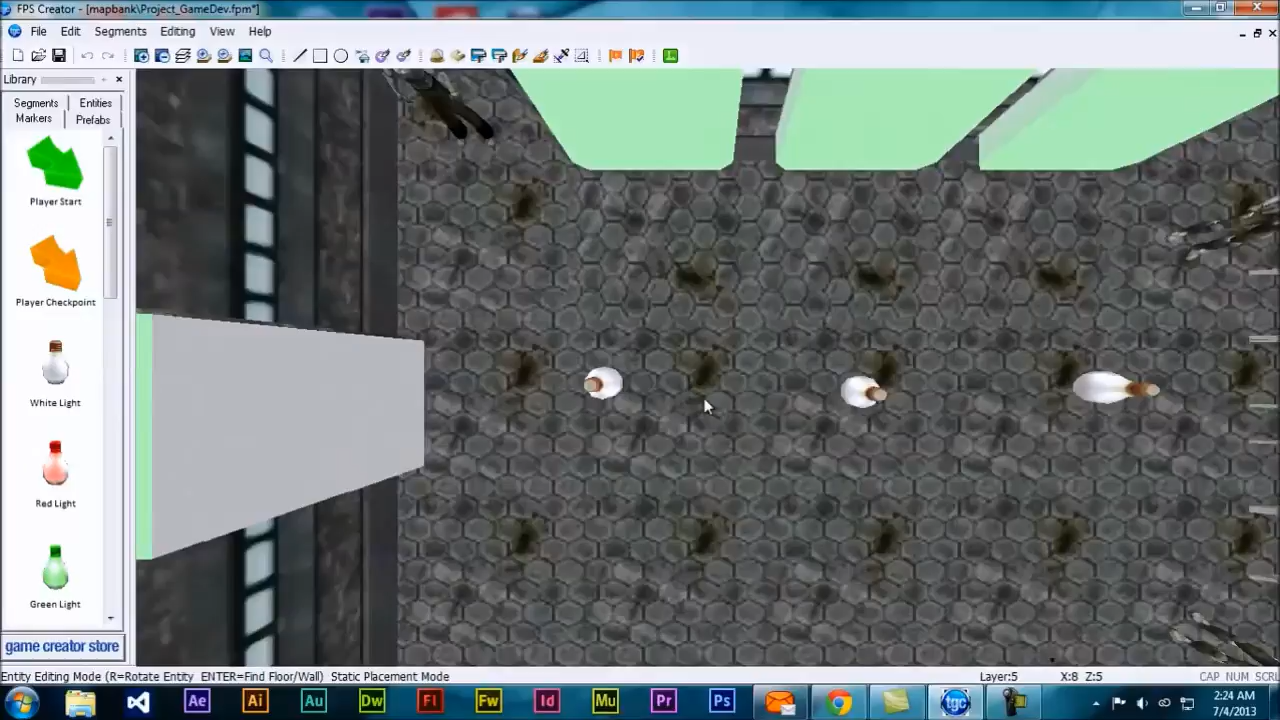 FPS Creator - [mapbank\Project_GameDev.fpm*]
File Edit Segments Editing View Help
Library
Segments Entities
Markers Prefabs
Player Start
Player Checkpoint
White Light
Red Light
Green Light
game creator store
Entity Editing Mode (R=Rotate Entity ENTER=Find Floor/Wall) Static Placement Mode Layer:5 X:8 Z:5 CAP NUM SCRL
Ae Ai Au Dw Fl Fw Id Mu Pr Ps tgc
2:24 AM
7/4/2013